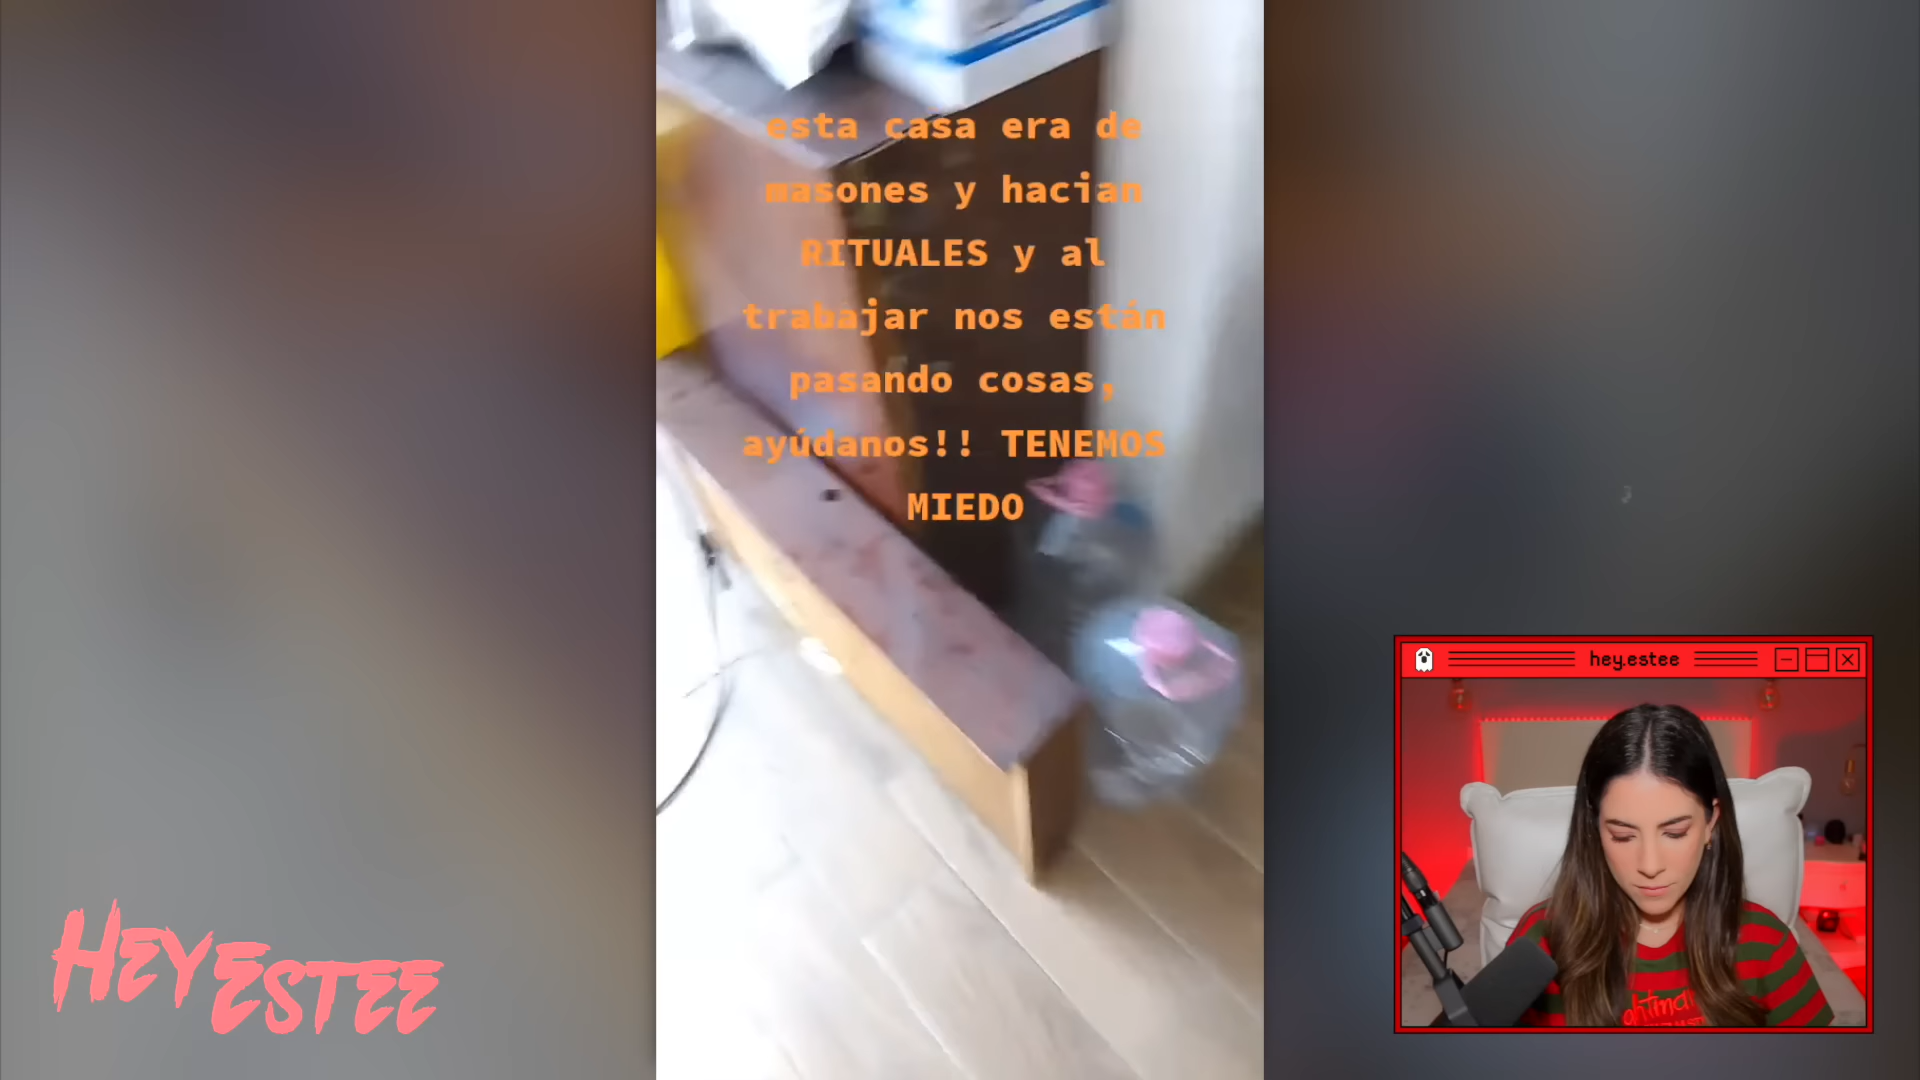 esta casa era de
masones y hacian
RITUALES y al
trabajar nos están
pasando cosas,
ayúdanos!! TENEMOS
MIEDO
hey.estee
HEYESTEE